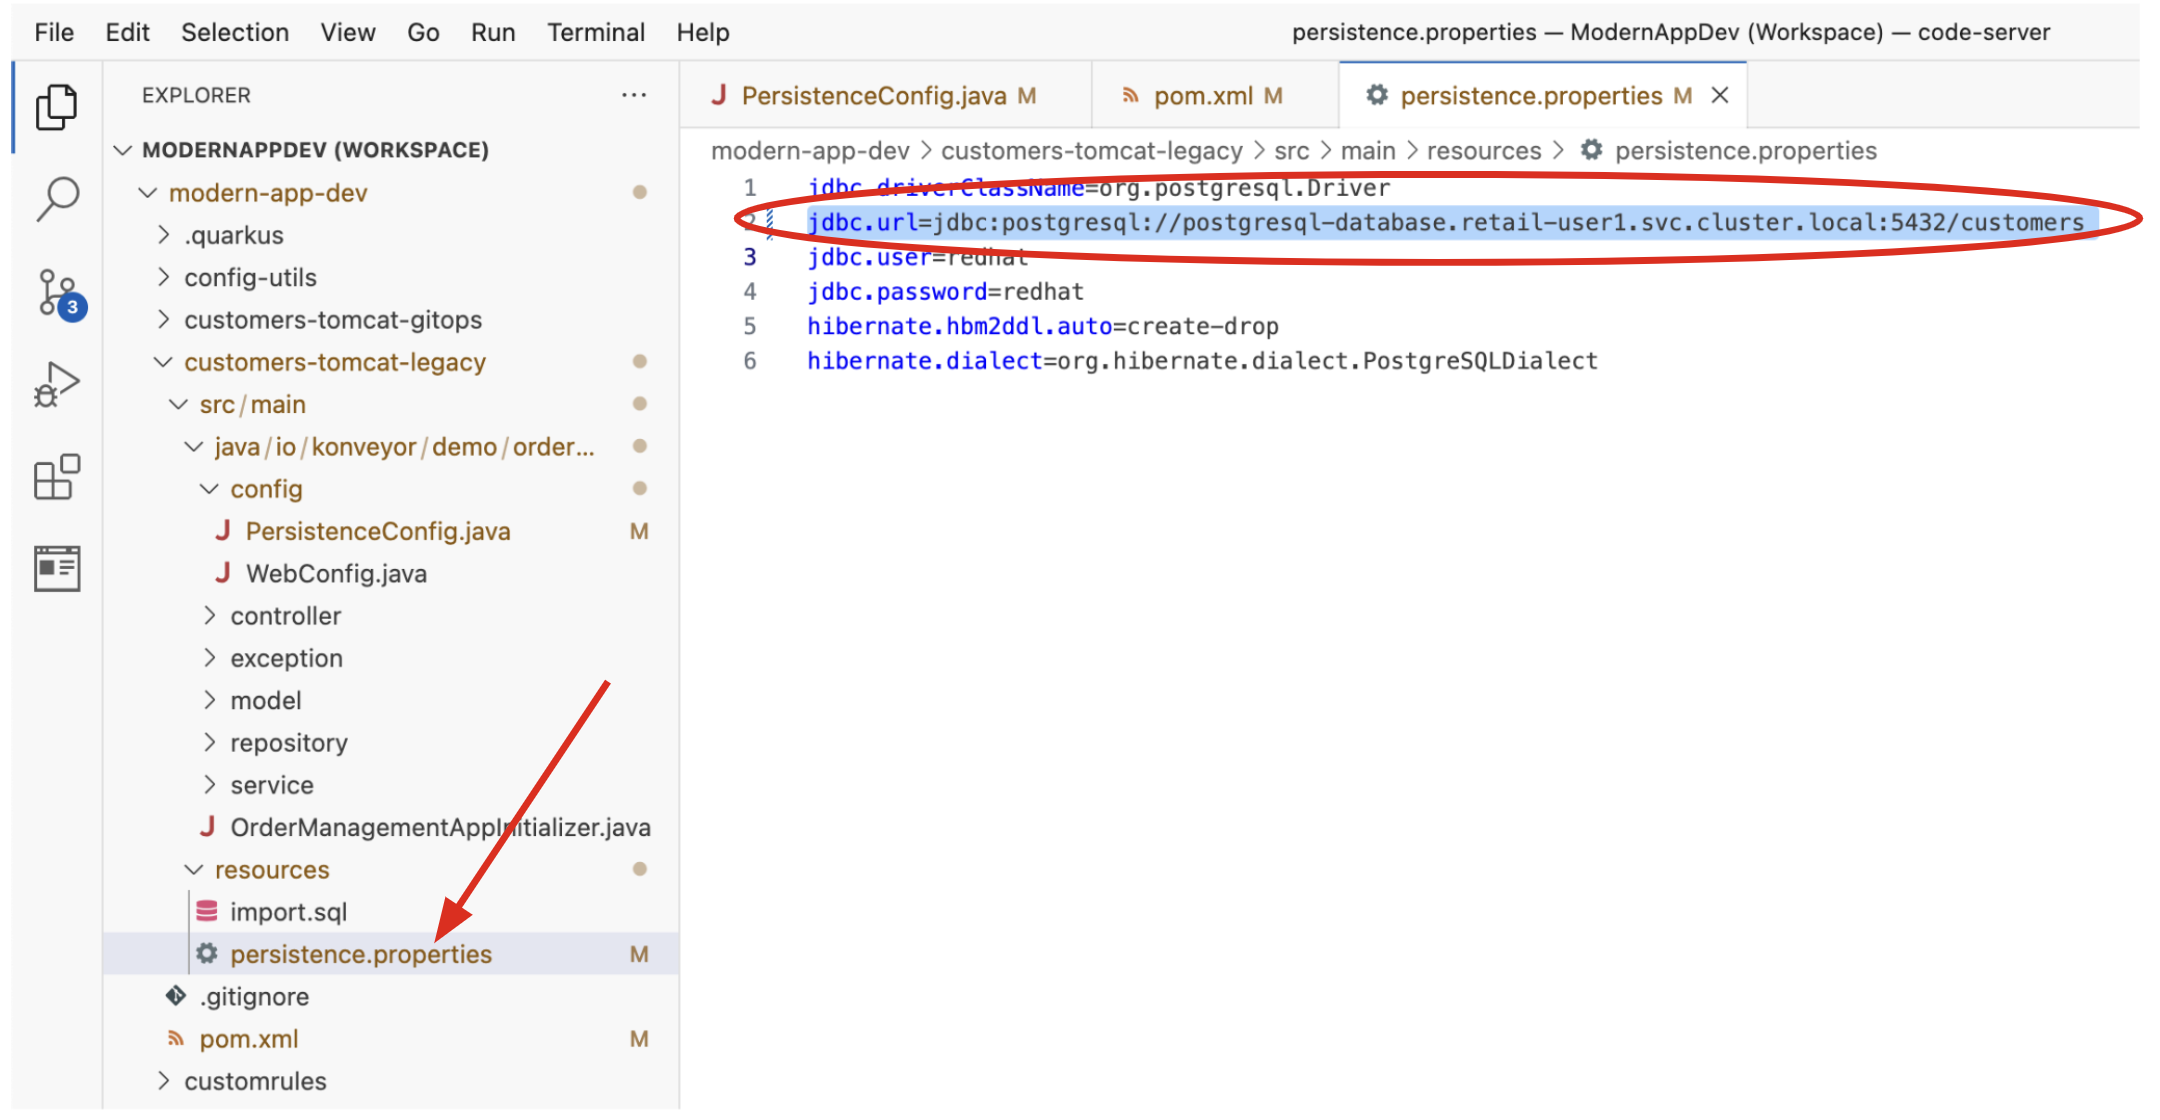 File Edit Selection View Go Run Terminal Help
persistence.properties — ModernAppDev (Workspace) — code-server
EXPLORER
...
MODERNAPPDEV (WORKSPACE)
modern-app-dev
.quarkus
config-utils
customers-tomcat-gitops
customers-tomcat-legacy
src/main
java/io/konveyor/demo/order...
config
J PersistenceConfig.java M
J WebConfig.java
controller
exception
model
repository
service
J OrderManagementAppInitializer.java
resources
import.sql
persistence.properties M
.gitignore
pom.xml M
customrules
3
J PersistenceConfig.java M
pom.xml M
persistence.properties M
modern-app-dev > customers-tomcat-legacy > src > main > resources > persistence.properties
1 jdbc.driverClassName=org.postgresql.Driver
2 jdbc.url=jdbc:postgresql://postgresql-database.retail-user1.svc.cluster.local:5432/customers
3 jdbc.user=redhat
4 jdbc.password=redhat
5 hibernate.hbm2ddl.auto=create-drop
6 hibernate.dialect=org.hibernate.dialect.PostgreSQLDialect